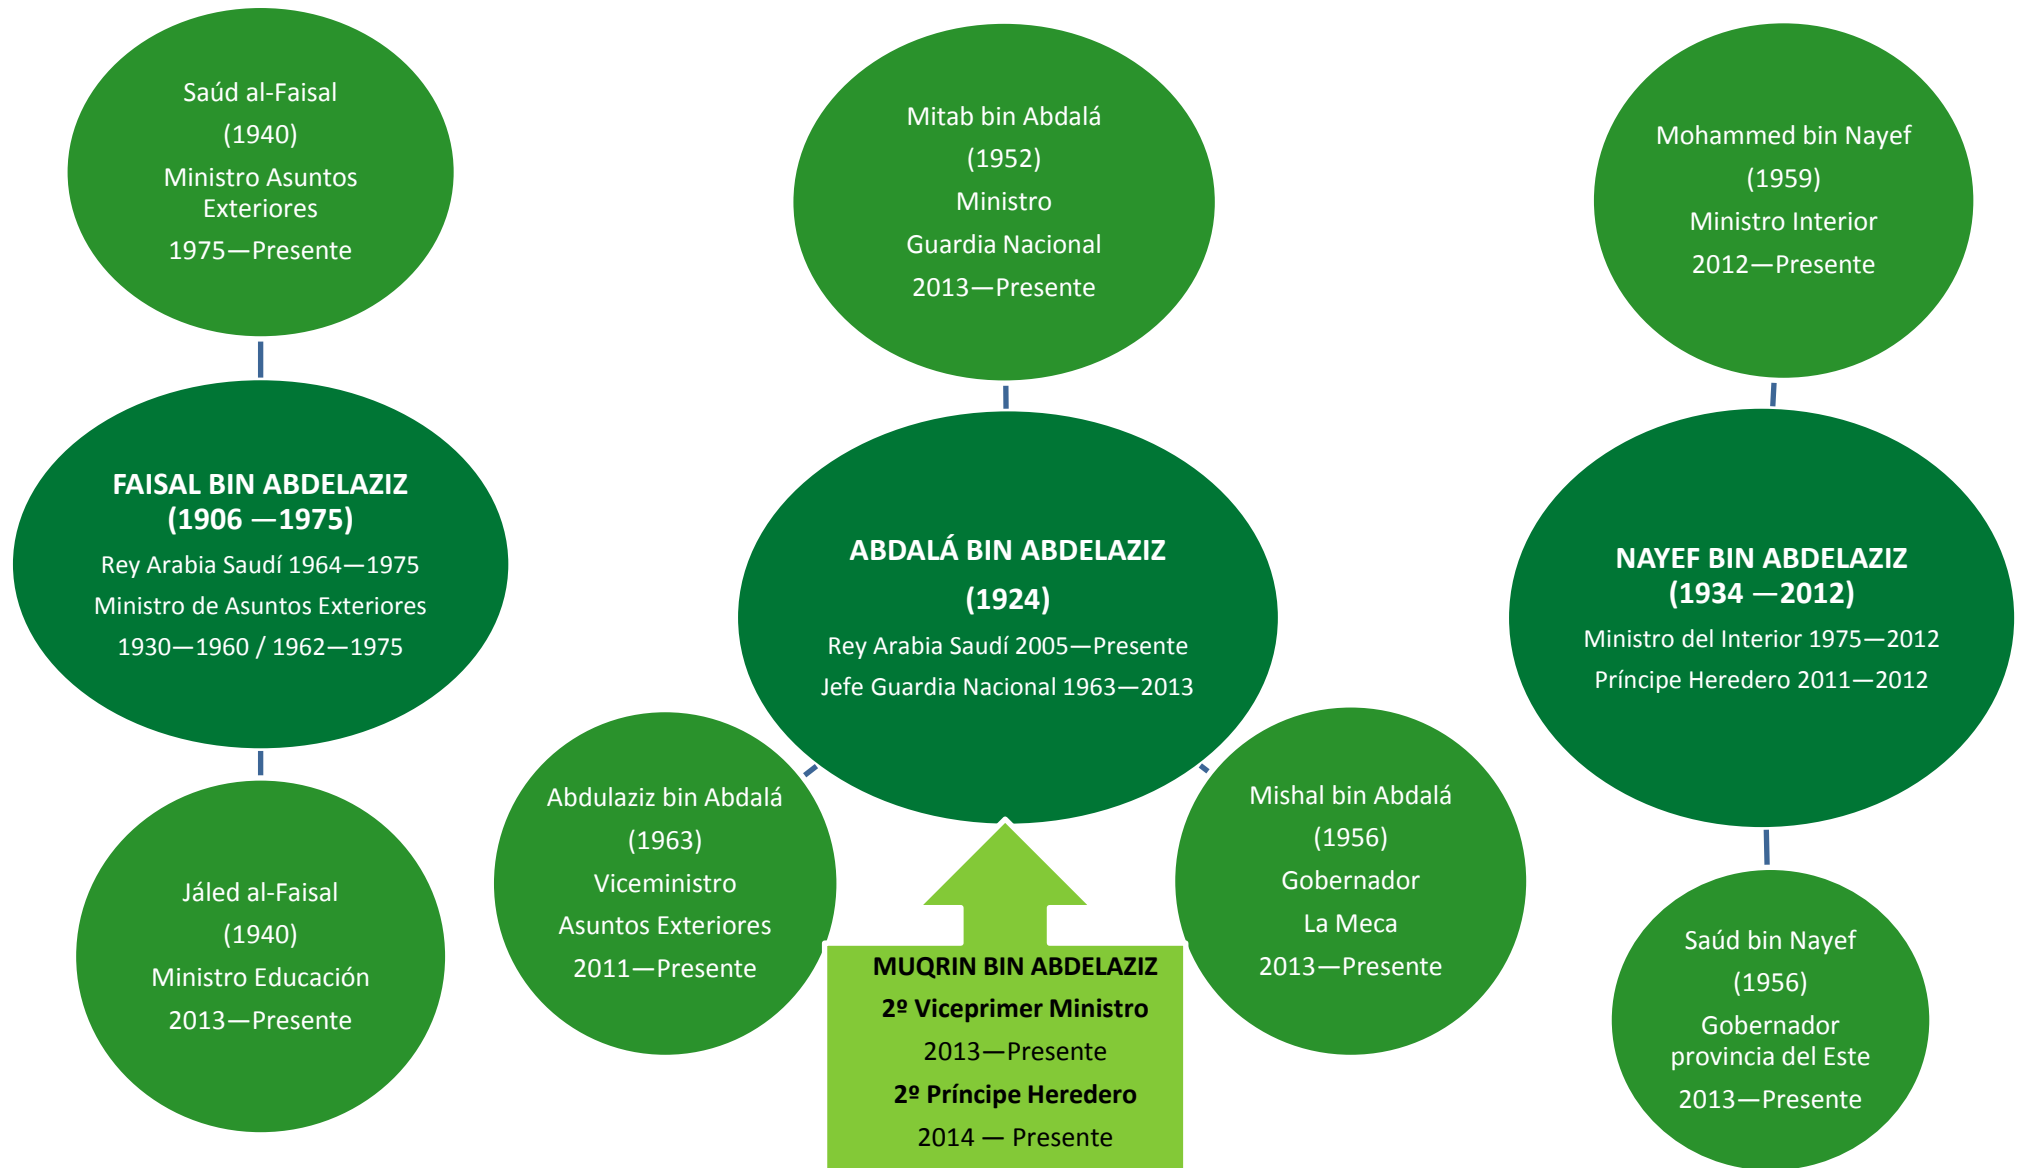 Saúd al-Faisal
(1940)
Ministro Asuntos
Exteriores
1975—Presente
FAISAL BIN ABDELAZIZ
(1906 —1975)
Rey Arabia Saudí 1964—1975
Ministro de Asuntos Exteriores
1930—1960 / 1962—1975
Jáled al-Faisal
(1940)
Ministro Educación
2013—Presente
Mitab bin Abdalá
(1952)
Ministro
Guardia Nacional
2013—Presente
ABDALÁ BIN ABDELAZIZ
(1924)
Rey Arabia Saudí 2005—Presente
Jefe Guardia Nacional 1963—2013
Abdulaziz bin Abdalá
(1963)
Viceministro
Asuntos Exteriores
2011—Presente
MUQRIN BIN ABDELAZIZ
2º Viceprimer Ministro
2013—Presente
2º Príncipe Heredero
2014 — Presente
Mishal bin Abdalá
(1956)
Gobernador
La Meca
2013—Presente
Mohammed bin Nayef
(1959)
Ministro Interior
2012—Presente
NAYEF BIN ABDELAZIZ
(1934 —2012)
Ministro del Interior 1975—2012
Príncipe Heredero 2011—2012
Saúd bin Nayef
(1956)
Gobernador
provincia del Este
2013—Presente